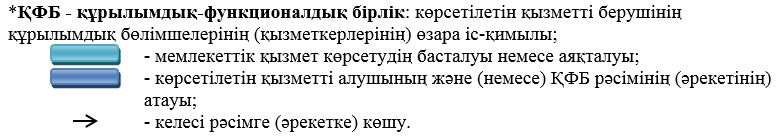 *ҚФБ - құрылымдық-функционалдық бірлік: көрсетілетін қызметті берушінің
құрылымдық бөлімшелерінің (қызметкерлерінің) өзара іс-қимылы;
- мемлекеттік қызмет көрсетудің басталуы немесе аяқталуы;
- көрсетілетін қызметті алушының және (немесе) ҚФБ рәсімінің (әрекетінің)
атауы;
- келесі рәсімге (әрекетке) көшу.